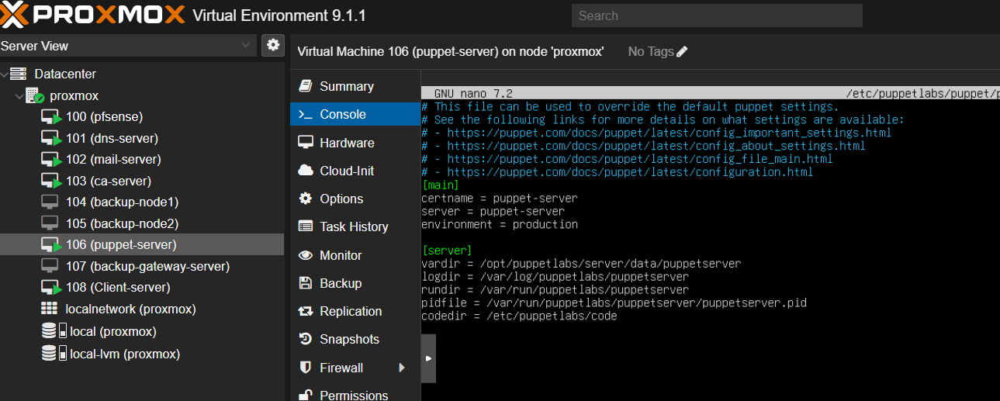 PROXMOX Virtual Environment 9.1.1
Search
Server View
Virtual Machine 106 (puppet-server) on node 'proxmox'
No Tags
Datacenter
proxmox
100 (pfsense)
101 (dns-server)
102 (mail-server)
103 (ca-server)
104 (backup-node1)
105 (backup-node2)
106 (puppet-server)
107 (backup-gateway-server)
108 (Client-server)
localnetwork (proxmox)
local (proxmox)
local-lvm (proxmox)
Summary
Console
Hardware
Cloud-Init
Options
Task History
Monitor
Backup
Replication
Snapshots
Firewall
Permissions
GNU nano 7.2
/etc/puppetlabs/puppet/p
# This file can be used to override the default puppet settings.
# See the following links for more details on what settings are available:
# - https://puppet.com/docs/puppet/latest/config_important_settings.html
# - https://puppet.com/docs/puppet/latest/config_about_settings.html
# - https://puppet.com/docs/puppet/latest/config_file_main.html
# - https://puppet.com/docs/puppet/latest/configuration.html
[main]
certname = puppet-server
server = puppet-server
environment = production
[server]
vardir = /opt/puppetlabs/server/data/puppetserver
logdir = /var/log/puppetlabs/puppetserver
rundir = /var/run/puppetlabs/puppetserver
pidfile = /var/run/puppetlabs/puppetserver/puppetserver.pid
codedir = /etc/puppetlabs/code